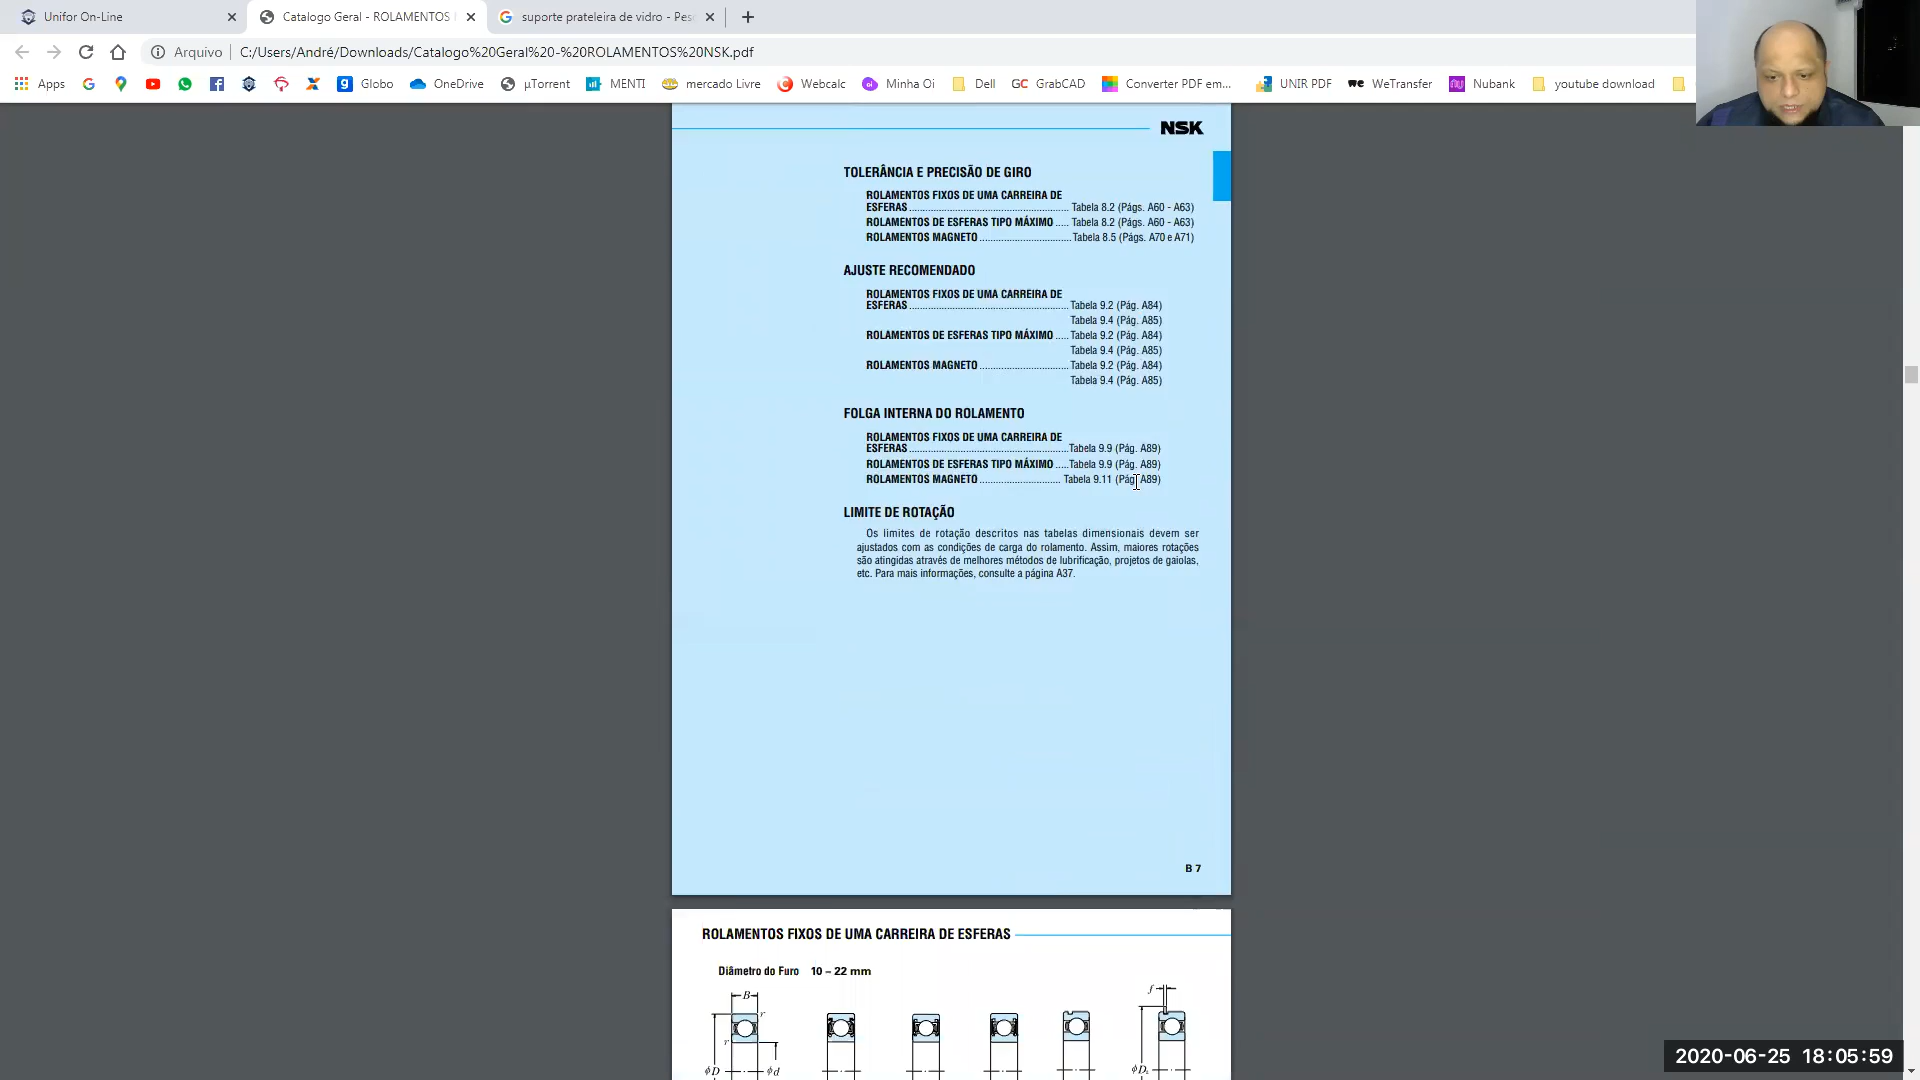 Unifor On-Line
Catalogo Geral - ROLAMENTOS
suporte prateleira de vidro - Pes
Arquivo
C:/Users/André/Downloads/Catalogo%20Geral%20-%20ROLAMENTOS%20NSK.pdf
Apps
Globo
OneDrive
µTorrent
MENTI
mercado Livre
Webcalc
Minha Oi
Dell
GC GrabCAD
Converter PDF em...
UNIR PDF
we WeTransfer
nu Nubank
youtube download
NSK
TOLERÂNCIA E PRECISÃO DE GIRO
ROLAMENTOS FIXOS DE UMA CARREIRA DE
ESFERAS ............................................................ Tabela 8.2 (Págs. A60 - A63)
ROLAMENTOS DE ESFERAS TIPO MÁXIMO ..... Tabela 8.2 (Págs. A60 - A63)
ROLAMENTOS MAGNETO .................................. Tabela 8.5 (Págs. A70 e A71)
AJUSTE RECOMENDADO
ROLAMENTOS FIXOS DE UMA CARREIRA DE
ESFERAS ............................................................ Tabela 9.2 (Pág. A84)
Tabela 9.4 (Pág. A85)
ROLAMENTOS DE ESFERAS TIPO MÁXIMO ..... Tabela 9.2 (Pág. A84)
Tabela 9.4 (Pág. A85)
ROLAMENTOS MAGNETO .................................. Tabela 9.2 (Pág. A84)
Tabela 9.4 (Pág. A85)
FOLGA INTERNA DO ROLAMENTO
ROLAMENTOS FIXOS DE UMA CARREIRA DE
ESFERAS ............................................................ Tabela 9.9 (Pág. A89)
ROLAMENTOS DE ESFERAS TIPO MÁXIMO ..... Tabela 9.9 (Pág. A89)
ROLAMENTOS MAGNETO ............................... Tabela 9.11 (Pág. A89)
LIMITE DE ROTAÇÃO
Os limites de rotação descritos nas tabelas dimensionais devem ser
ajustados com as condições de carga do rolamento. Assim, maiores rotações
são atingidas através de melhores métodos de lubrificação, projetos de gaiolas,
etc. Para mais informações, consulte a página A37.
B 7
ROLAMENTOS FIXOS DE UMA CARREIRA DE ESFERAS
Diâmetro do Furo 10 – 22 mm
B
f
r
r
φD
φd
φD₂
2020-06-25 18:05:59